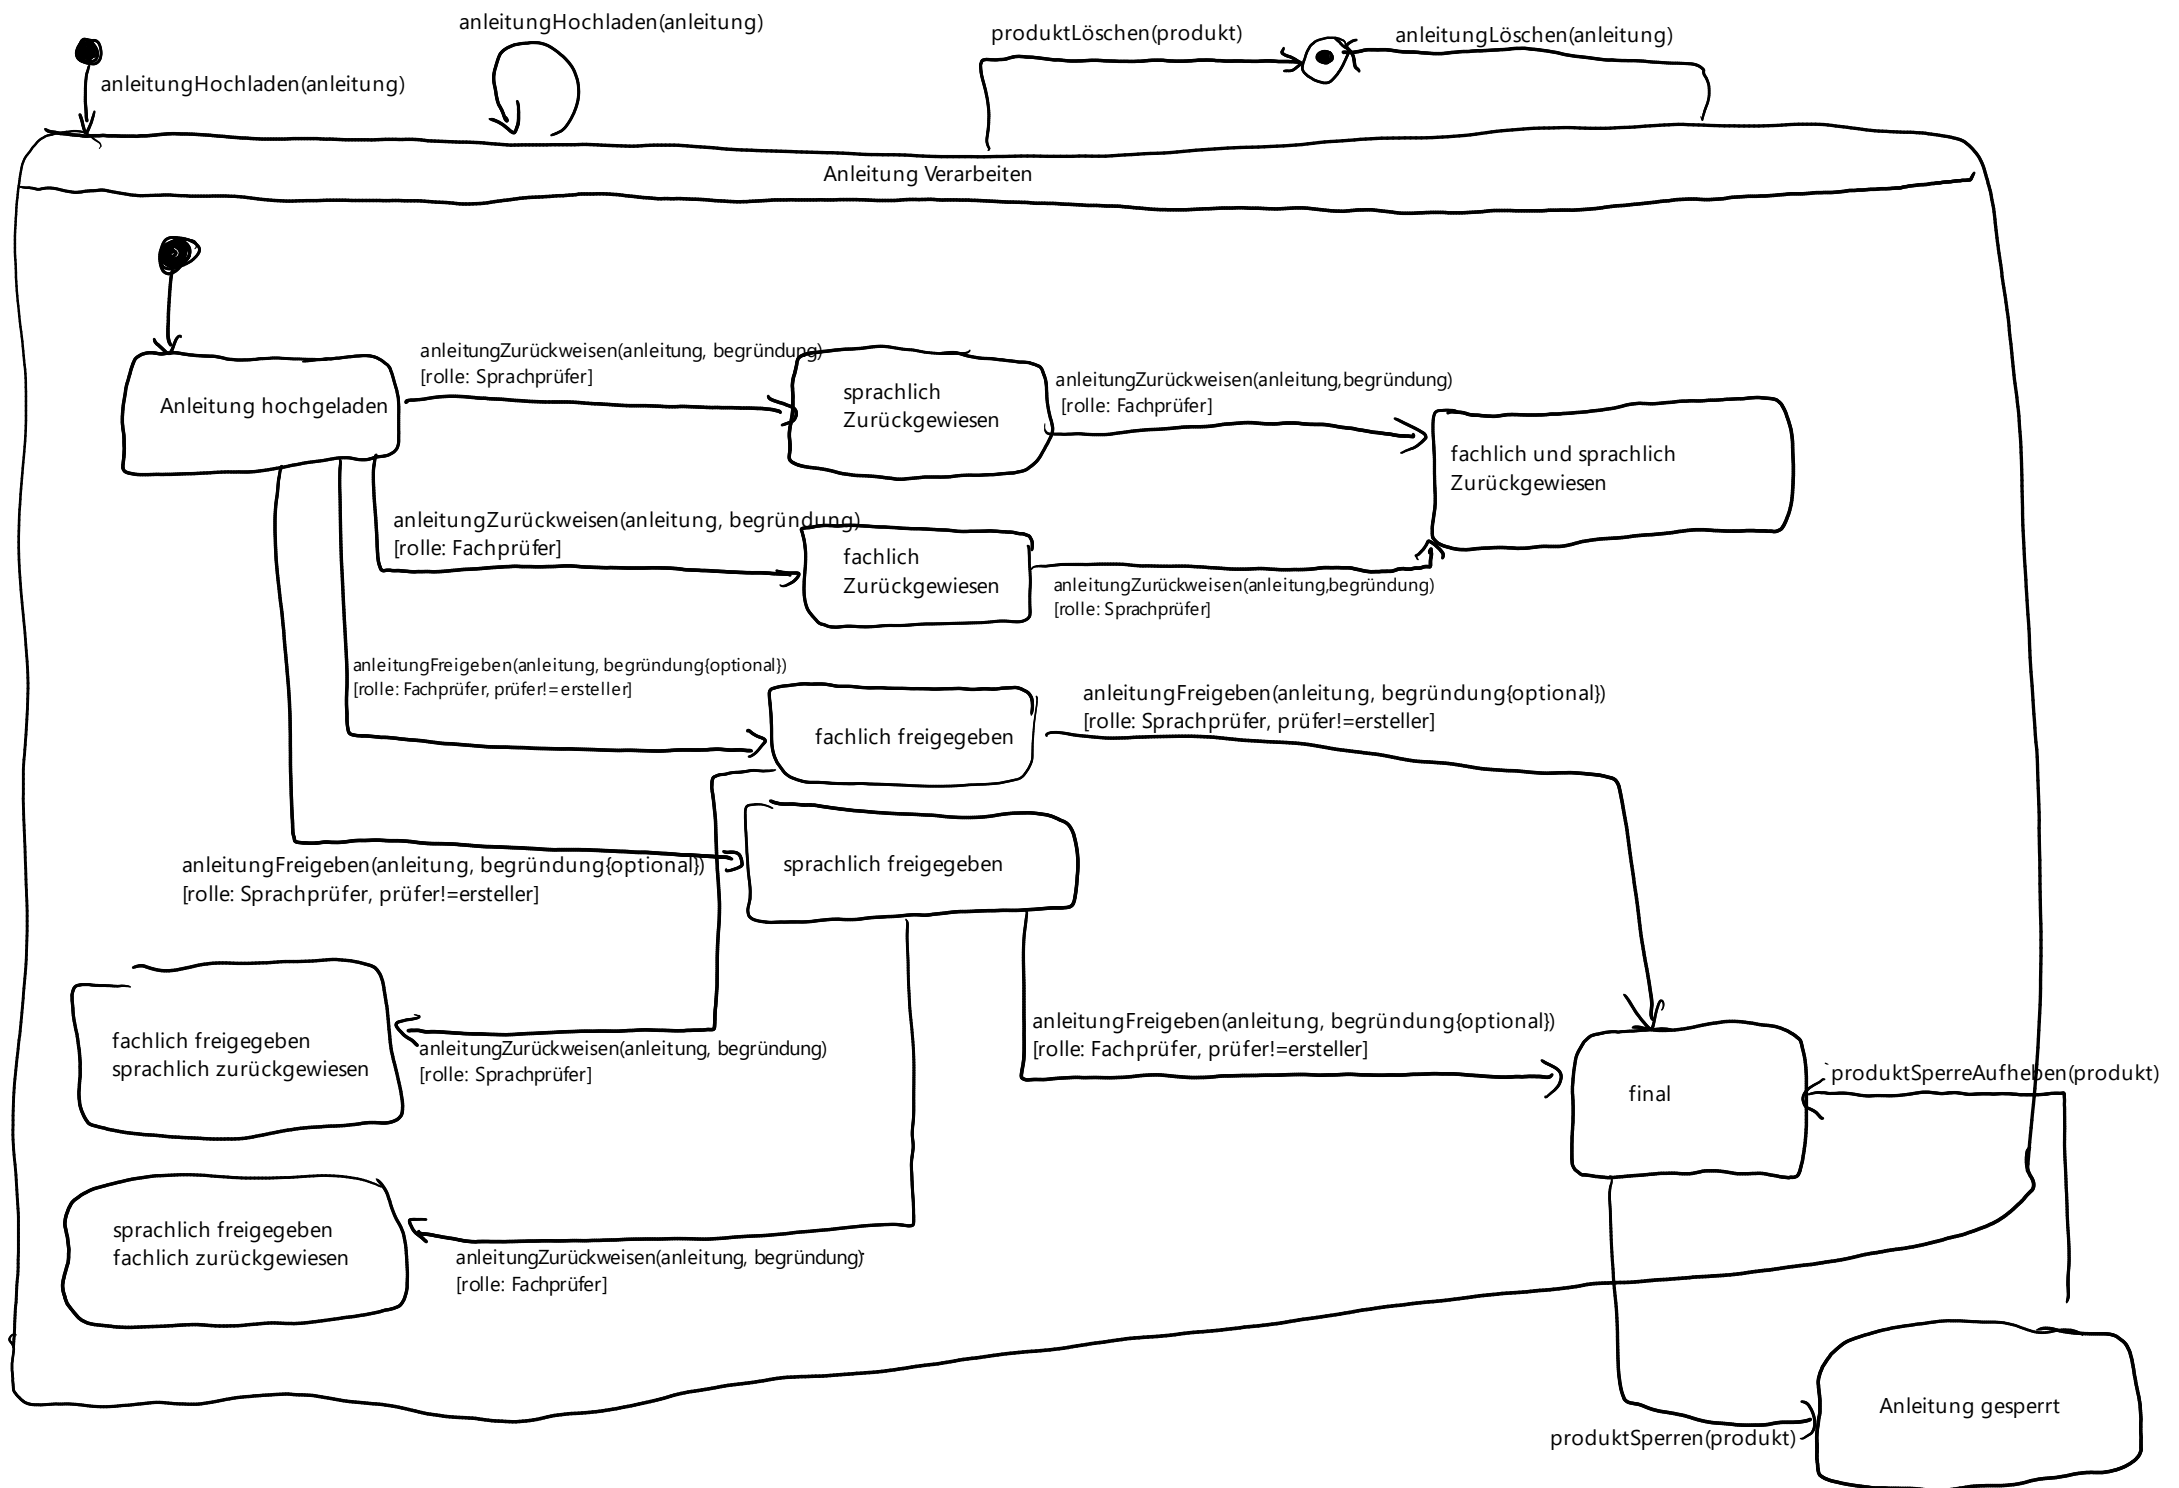 anleitungHochladen(anleitung)
produktLöschen(produkt)
anleitungLöschen(anleitung)
anleitungHochladen(anleitung)
Anleitung Verarbeiten
anleitungZurückweisen(anleitung, begründung)
[rolle: Sprachprüfer]
Anleitung hochgeladen
sprachlich
Zurückgewiesen
anleitungZurückweisen(anleitung,begründung)
[rolle: Fachprüfer]
fachlich und sprachlich
Zurückgewiesen
anleitungZurückweisen(anleitung, begründung)
[rolle: Fachprüfer]
fachlich
Zurückgewiesen
anleitungZurückweisen(anleitung,begründung)
[rolle: Sprachprüfer]
anleitungFreigeben(anleitung, begründung{optional})
[rolle: Fachprüfer, prüfer!=ersteller]
fachlich freigegeben
anleitungFreigeben(anleitung, begründung{optional})
[rolle: Sprachprüfer, prüfer!=ersteller]
anleitungFreigeben(anleitung, begründung{optional})
[rolle: Sprachprüfer, prüfer!=ersteller]
sprachlich freigegeben
fachlich freigegeben
sprachlich zurückgewiesen
anleitungZurückweisen(anleitung, begründung)
[rolle: Sprachprüfer]
anleitungFreigeben(anleitung, begründung{optional})
[rolle: Fachprüfer, prüfer!=ersteller]
final
produktSperreAufheben(produkt)
sprachlich freigegeben
fachlich zurückgewiesen
anleitungZurückweisen(anleitung, begründung)
[rolle: Fachprüfer]
Anleitung gesperrt
produktSperren(produkt)